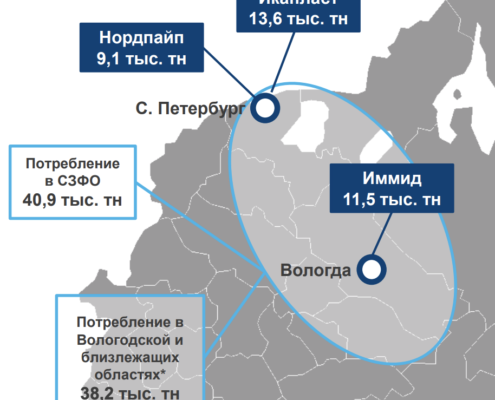 Икапласт
13,6 тыс. тн
Нордпайп
9,1 тыс. тн
С. Петербург
Потребление
в СЗФО
40,9 тыс. тн
Иммид
11,5 тыс. тн
Вологда
Потребление в
Вологодской и
близлежащих
областях*
38,2 тыс. тн